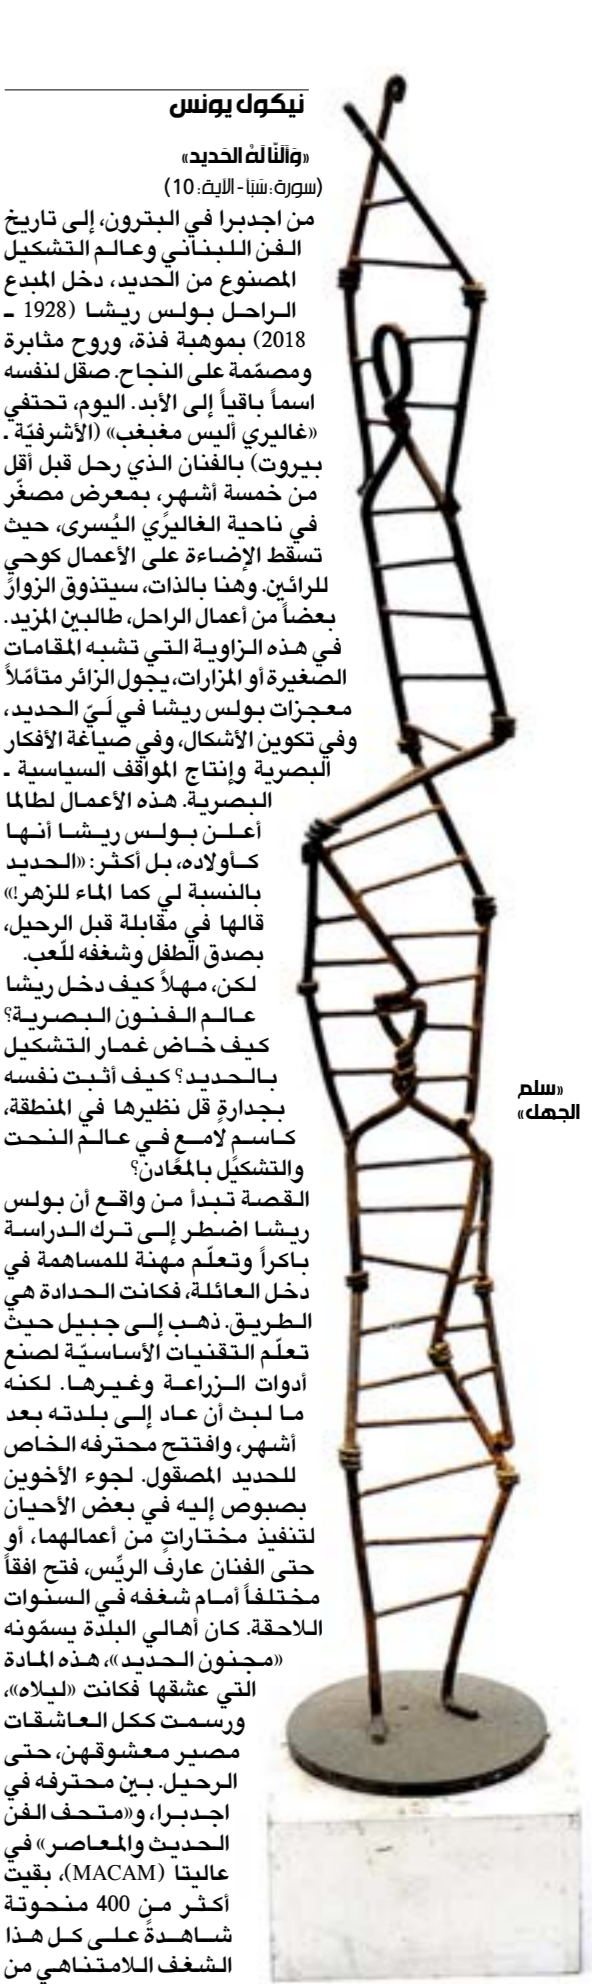 نيكول يونس
«وَأَلَنّا لَهُ الحَديد»
(سورة: سَبَأ - الآية: 10)
من اجدبرا في البترون، إلى تاريخ
الفن اللبناني وعالم التشكيل
المصنوع من الحديد، دخل المبدع
الراحل بولس ريشا (1928 ـ
2018) بموهبة فذة، وروح مثابرة
ومصمّمة على النجاح. صقل لنفسه
اسماً باقياً إلى الأبد. اليوم، تحتفي
«غاليري أليس مغبغب» (الأشرفيّة ـ
بيروت) بالفنان الذي رحل قبل أقل
من خمسة أشهر، بمعرض مصغّر
في ناحية الغاليري اليُسرى، حيث
تسقط الإضاءة على الأعمال كوحيٍ
للرائين. وهنا بالذات، سيتذوق الزوار
بعضاً من أعمال الراحل، طالبين المزيد.
في هذه الزاوية التي تشبه المقامات
الصغيرة أو المزارات، يجول الزائر متأمّلاً
معجزات بولس ريشا في لَيّ الحديد،
وفي تكوين الأشكال، وفي صياغة الأفكار
البصرية وإنتاج المواقف السياسية ـ
البصرية. هذه الأعمال لطالما
أعلن بولس ريشا أنها
كأولاده، بل أكثر: «الحديد
بالنسبة لي كما الماء للزهر!»
قالها في مقابلة قبل الرحيل،
بصدق الطفل وشغفه للّعب.
لكن، مهلاً كيف دخل ريشا
عالم الفنون البصرية؟
كيف خاض غمار التشكيل
بالحديد؟ كيف أثبت نفسه
بجدارةٍ قل نظيرها في المنطقة،
كاسمٍ لامعٍ في عالم النحت
والتشكيل بالمعادن؟
القصة تبدأ من واقع أن بولس
ريشا اضطر إلى ترك الدراسة
باكراً وتعلّم مهنة للمساهمة في
دخل العائلة، فكانت الحدادة هي
الطريق. ذهب إلى جبيل حيث
تعلّم التقنيات الأساسيّة لصنع
أدوات الزراعة وغيرها. لكنه
ما لبث أن عاد إلى بلدته بعد
أشهر، وافتتح محترفه الخاص
للحديد المصقول. لجوء الأخوين
بصبوص إليه في بعض الأحيان
لتنفيذ مختاراتٍ من أعمالهما، أو
حتى الفنان عارف الريّس، فتح افقاً
مختلفاً أمام شغفه في السنوات
اللاحقة. كان أهالي البلدة يسمّونه
«مجنون الحديد»، هذه المادة
التي عشقها فكانت «ليلاه»،
ورسمت ككل العاشقات
مصير معشوقهن، حتى
الرحيل. بين محترفه في
اجدبرا، و«متحف الفن
الحديث والمعاصر» في
عاليتا (MACAM)، بقيت
أكثر من 400 منحوتة
شاهدةً على كل هذا
الشغف اللامتناهي من
«سلم
الجهل»